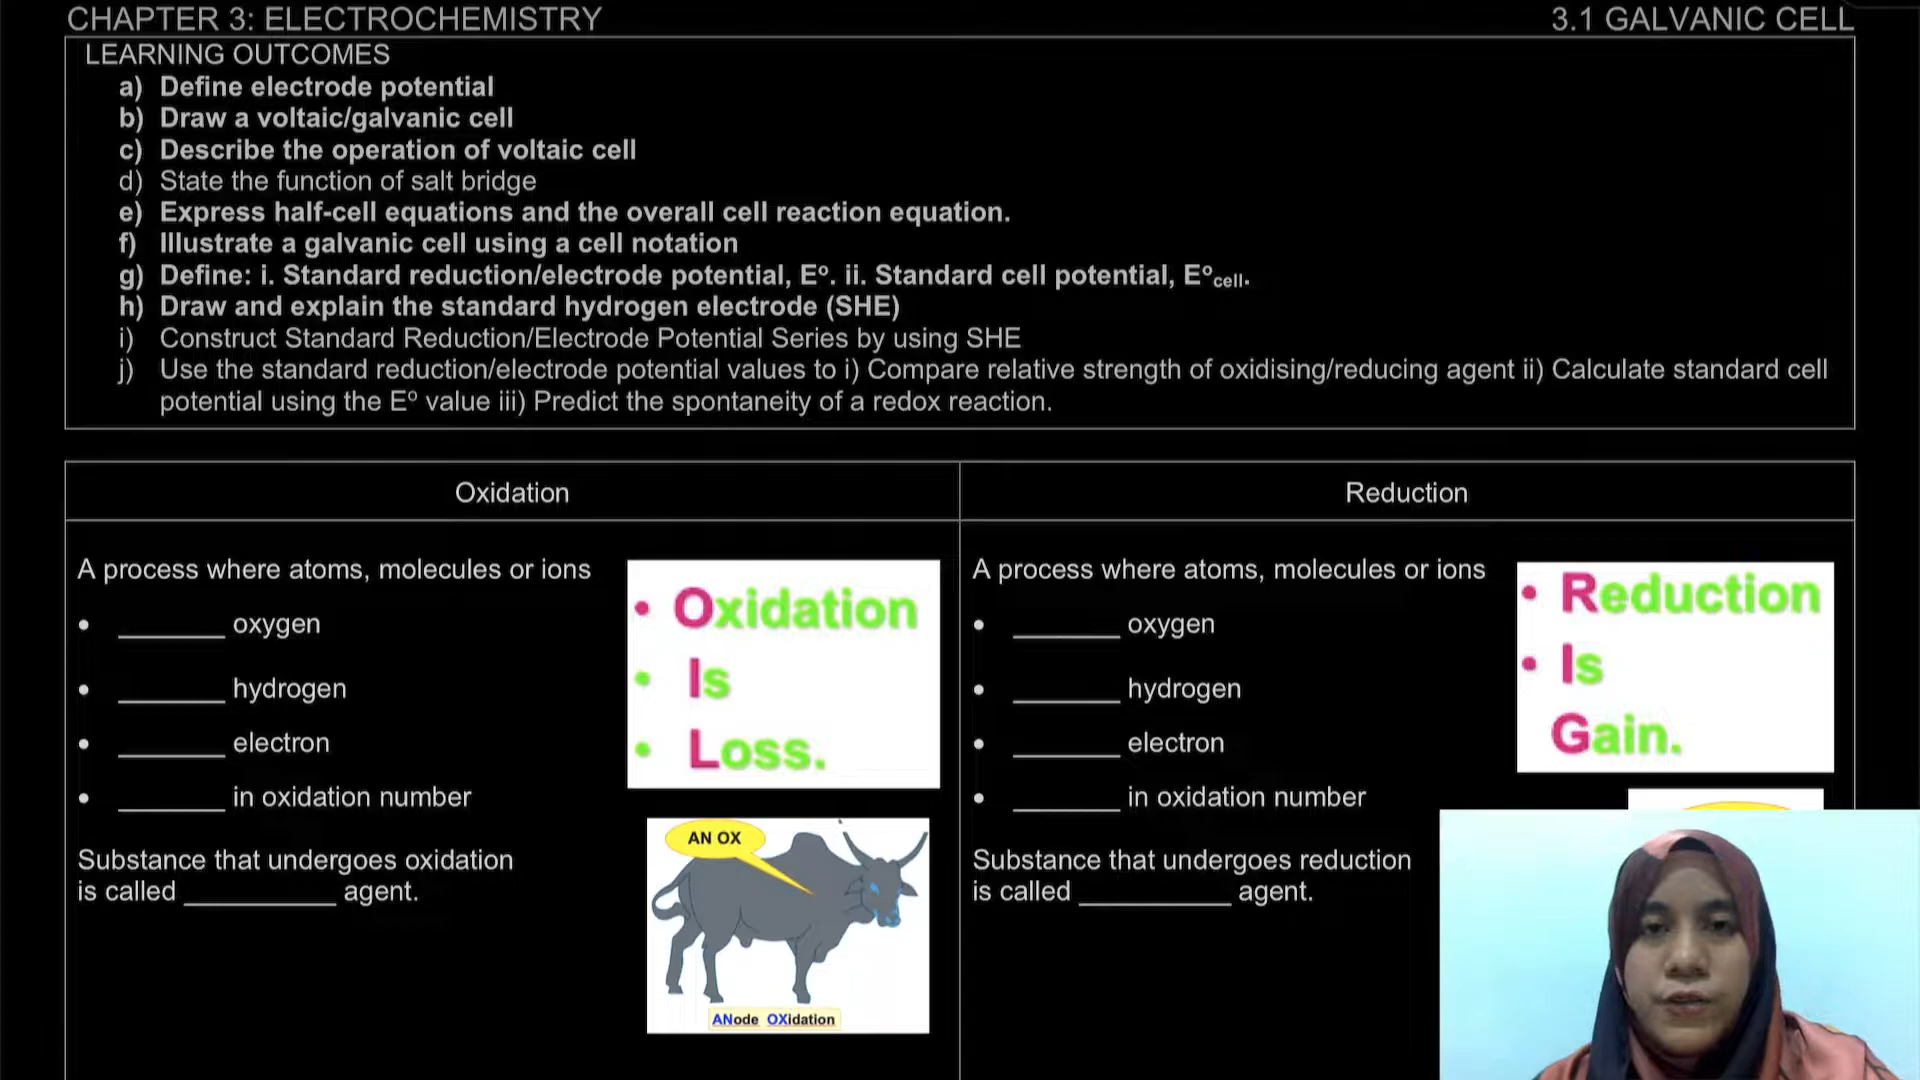 CHAPTER 3: ELECTROCHEMISTRY
3.1 GALVANIC CELL
LEARNING OUTCOMES
a) Define electrode potential
b) Draw a voltaic/galvanic cell
c) Describe the operation of voltaic cell
d) State the function of salt bridge
e) Express half-cell equations and the overall cell reaction equation.
f) Illustrate a galvanic cell using a cell notation
g) Define: i. Standard reduction/electrode potential, Eº. ii. Standard cell potential, Eºcell.
h) Draw and explain the standard hydrogen electrode (SHE)
i) Construct Standard Reduction/Electrode Potential Series by using SHE
j) Use the standard reduction/electrode potential values to i) Compare relative strength of oxidising/reducing agent ii) Calculate standard cell
potential using the Eº value iii) Predict the spontaneity of a redox reaction.
Oxidation
A process where atoms, molecules or ions
• _______ oxygen
• _______ hydrogen
• _______ electron
• _______ in oxidation number
Substance that undergoes oxidation
is called __________ agent.
• Oxidation
• Is
• Loss.
AN OX
ANode OXidation
Reduction
A process where atoms, molecules or ions
• _______ oxygen
• _______ hydrogen
• _______ electron
• _______ in oxidation number
Substance that undergoes reduction
is called __________ agent.
• Reduction
• Is
Gain.